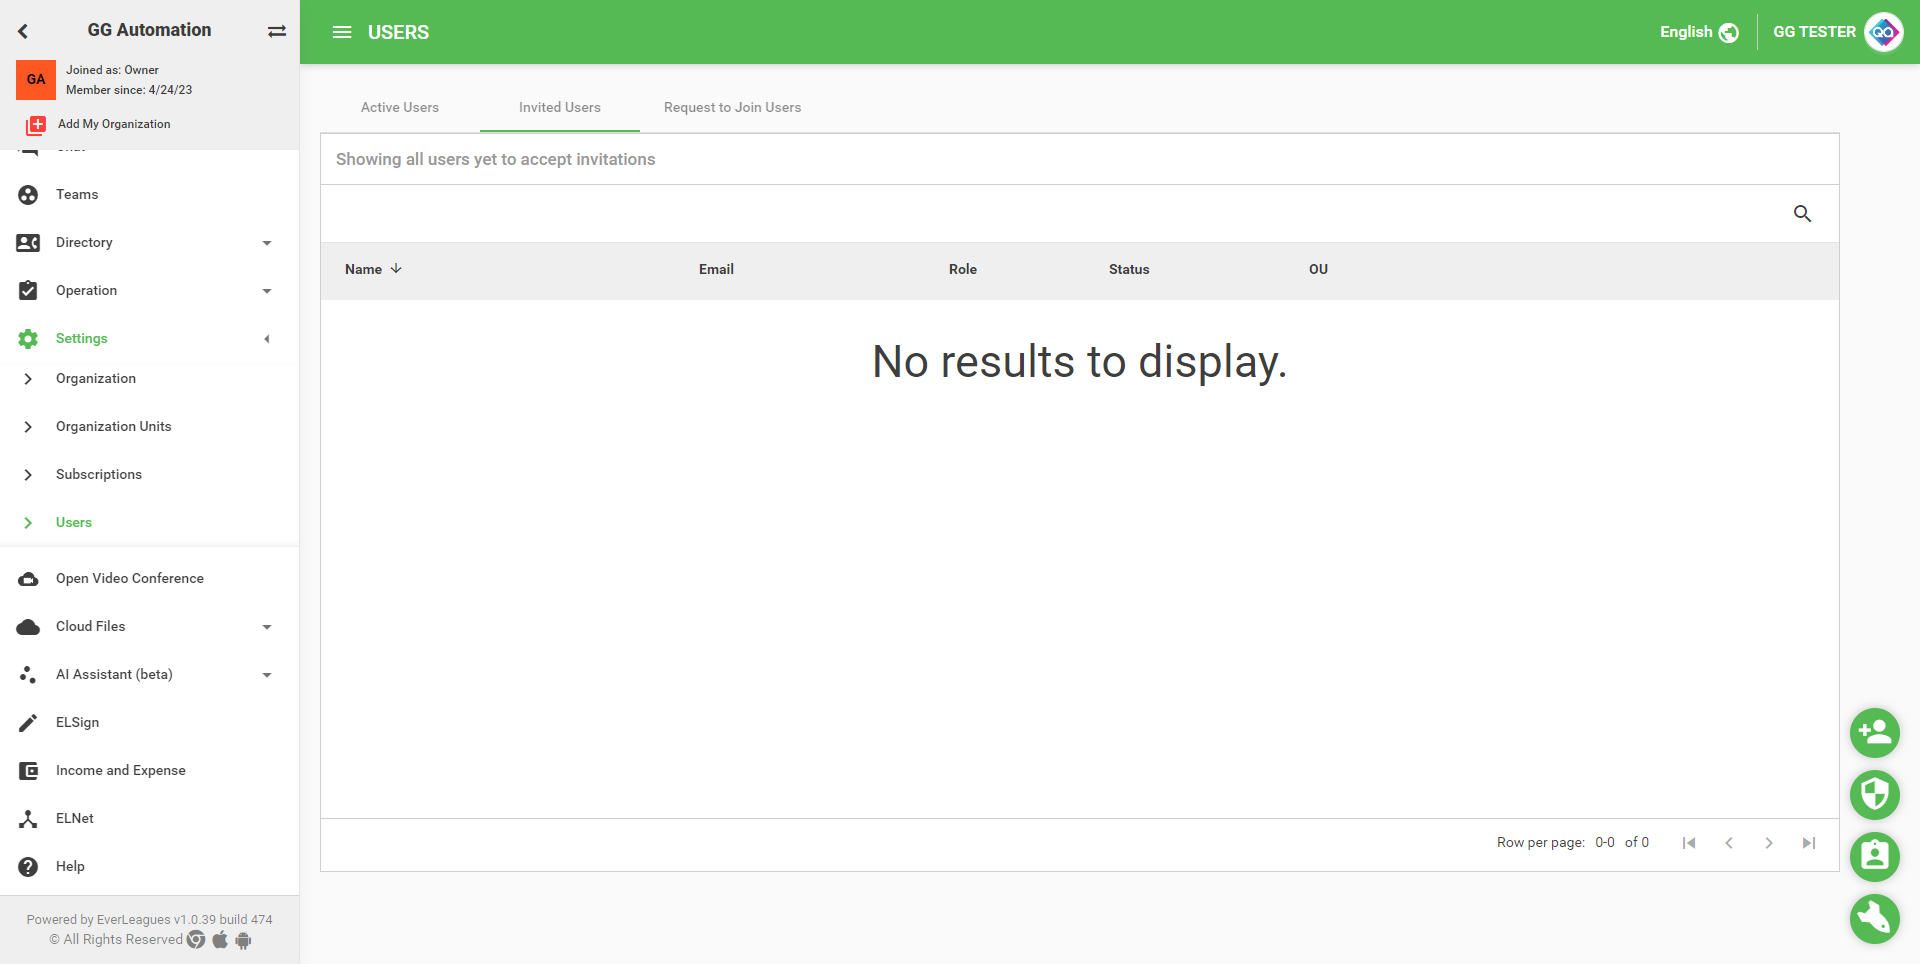 GG Automation
GA
Joined as: Owner
Member since: 4/24/23
Add My Organization
Teams
Directory
Operation
Settings
Organization
Organization Units
Subscriptions
Users
Open Video Conference
Cloud Files
AI Assistant (beta)
ELSign
Income and Expense
ELNet
Help
Powered by EverLeagues v1.0.39 build 474
© All Rights Reserved
USERS
English
GG TESTER
QA
Active Users
Invited Users
Request to Join Users
Showing all users yet to accept invitations
Name
Email
Role
Status
OU
No results to display.
Row per page: 0-0 of 0